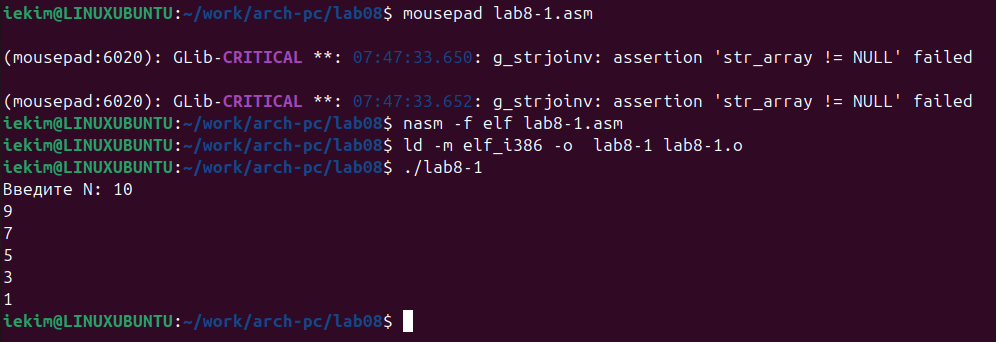 iekim@LINUXUBUNTU:~/work/arch-pc/lab08$ mousepad lab8-1.asm
(mousepad:6020): GLib-CRITICAL **: 07:47:33.650: g_strjoinv: assertion 'str_array != NULL' failed
(mousepad:6020): GLib-CRITICAL **: 07:47:33.652: g_strjoinv: assertion 'str_array != NULL' failed
iekim@LINUXUBUNTU:~/work/arch-pc/lab08$ nasm -f elf lab8-1.asm
iekim@LINUXUBUNTU:~/work/arch-pc/lab08$ ld -m elf_i386 -o  lab8-1 lab8-1.o
iekim@LINUXUBUNTU:~/work/arch-pc/lab08$ ./lab8-1
Введите N: 10
9
7
5
3
1
iekim@LINUXUBUNTU:~/work/arch-pc/lab08$